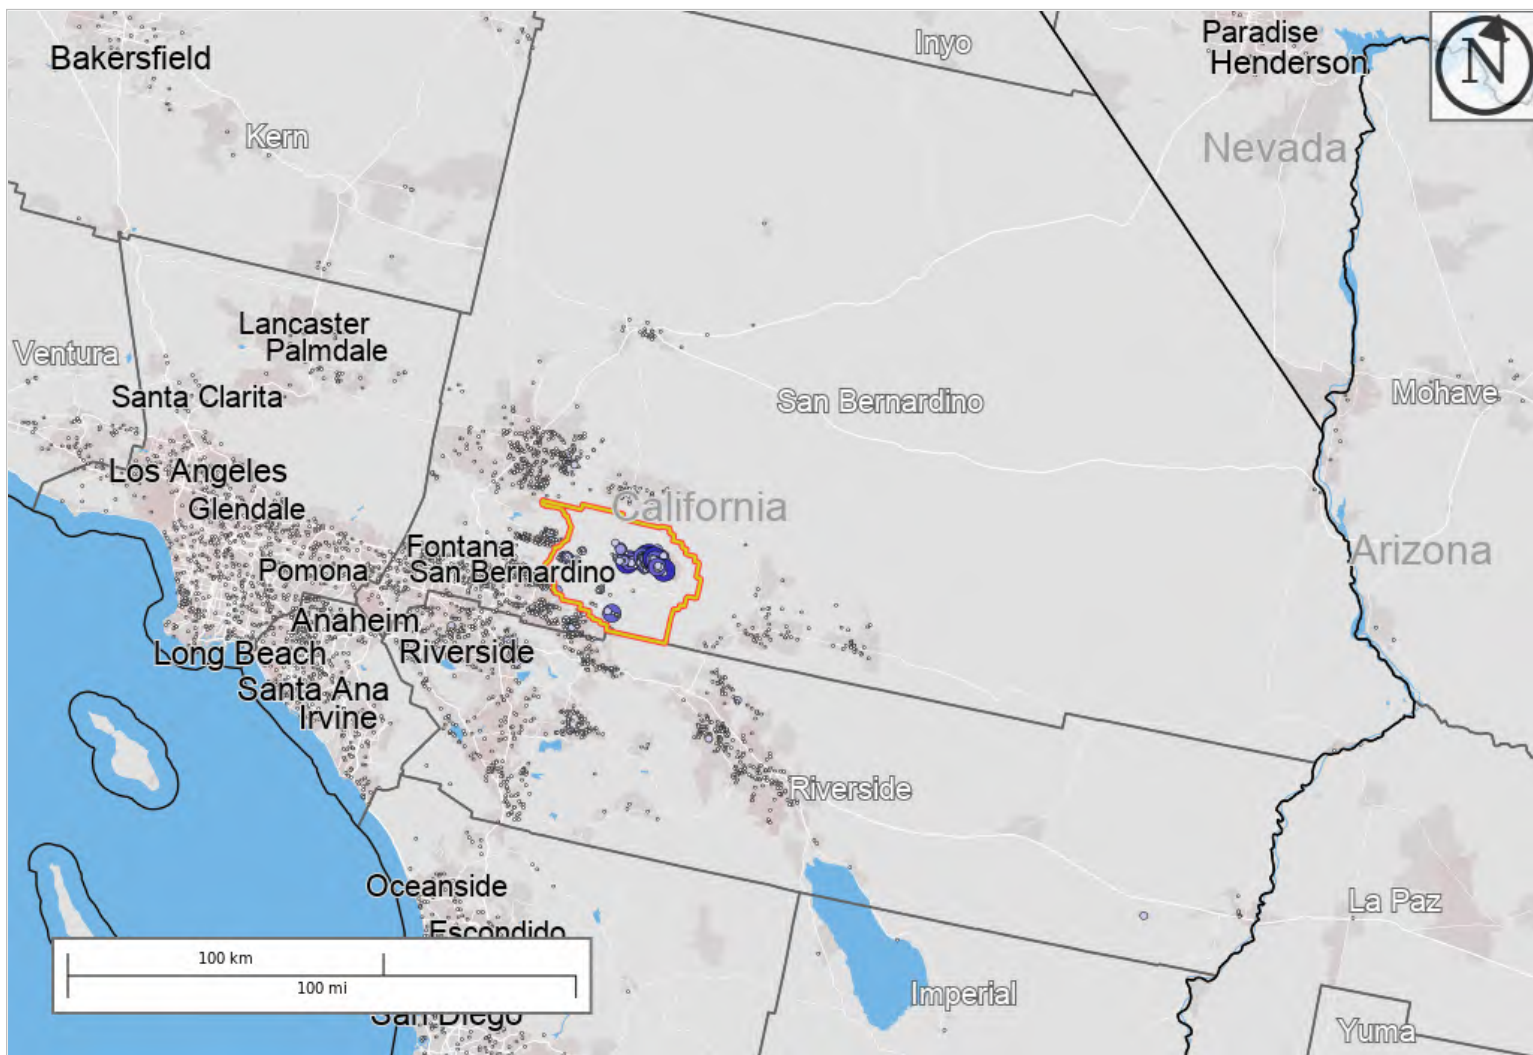 Paradise
Inyo
Bakersfield
Henderson
N
Kern
Nevada
Lancaster
Palmdale
Ventura
Santa Clarita
San Bernardino
Mohave
Los Angeles
Glendale
California
Fontana
Arizona
Pomona
San Bernardino
Anaheim
Long Beach
Riverside
Santa Ana
Irvine
Riverside
Oceanside
La Paz
Escondido
100 km
100 mi
Imperial
San Diego
Yuma